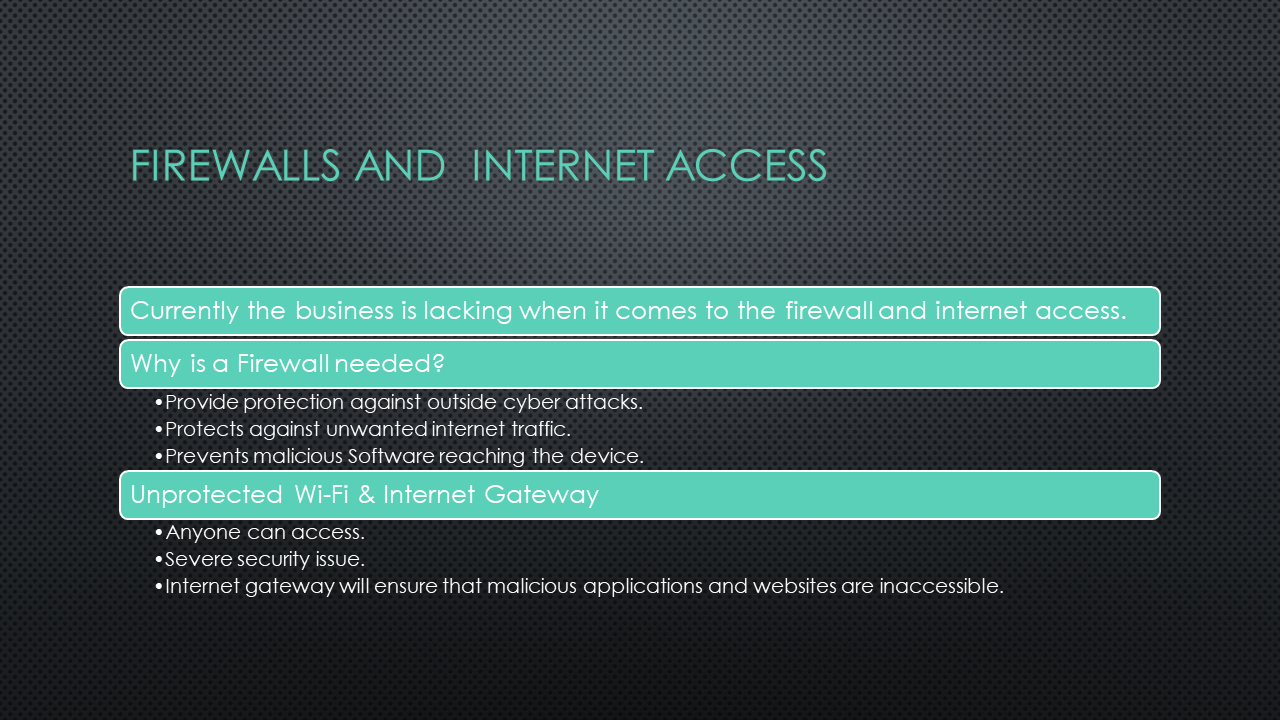 FIREWALLS AND INTERNET ACCESS
Currently the business is lacking when it comes to the firewall and internet access.
Why is a Firewall needed?
•Provide protection against outside cyber attacks.
•Protects against unwanted internet traffic.
•Prevents malicious Software reaching the device.
Unprotected Wi-Fi & Internet Gateway
•Anyone can access.
•Severe security issue.
•Internet gateway will ensure that malicious applications and websites are inaccessible.